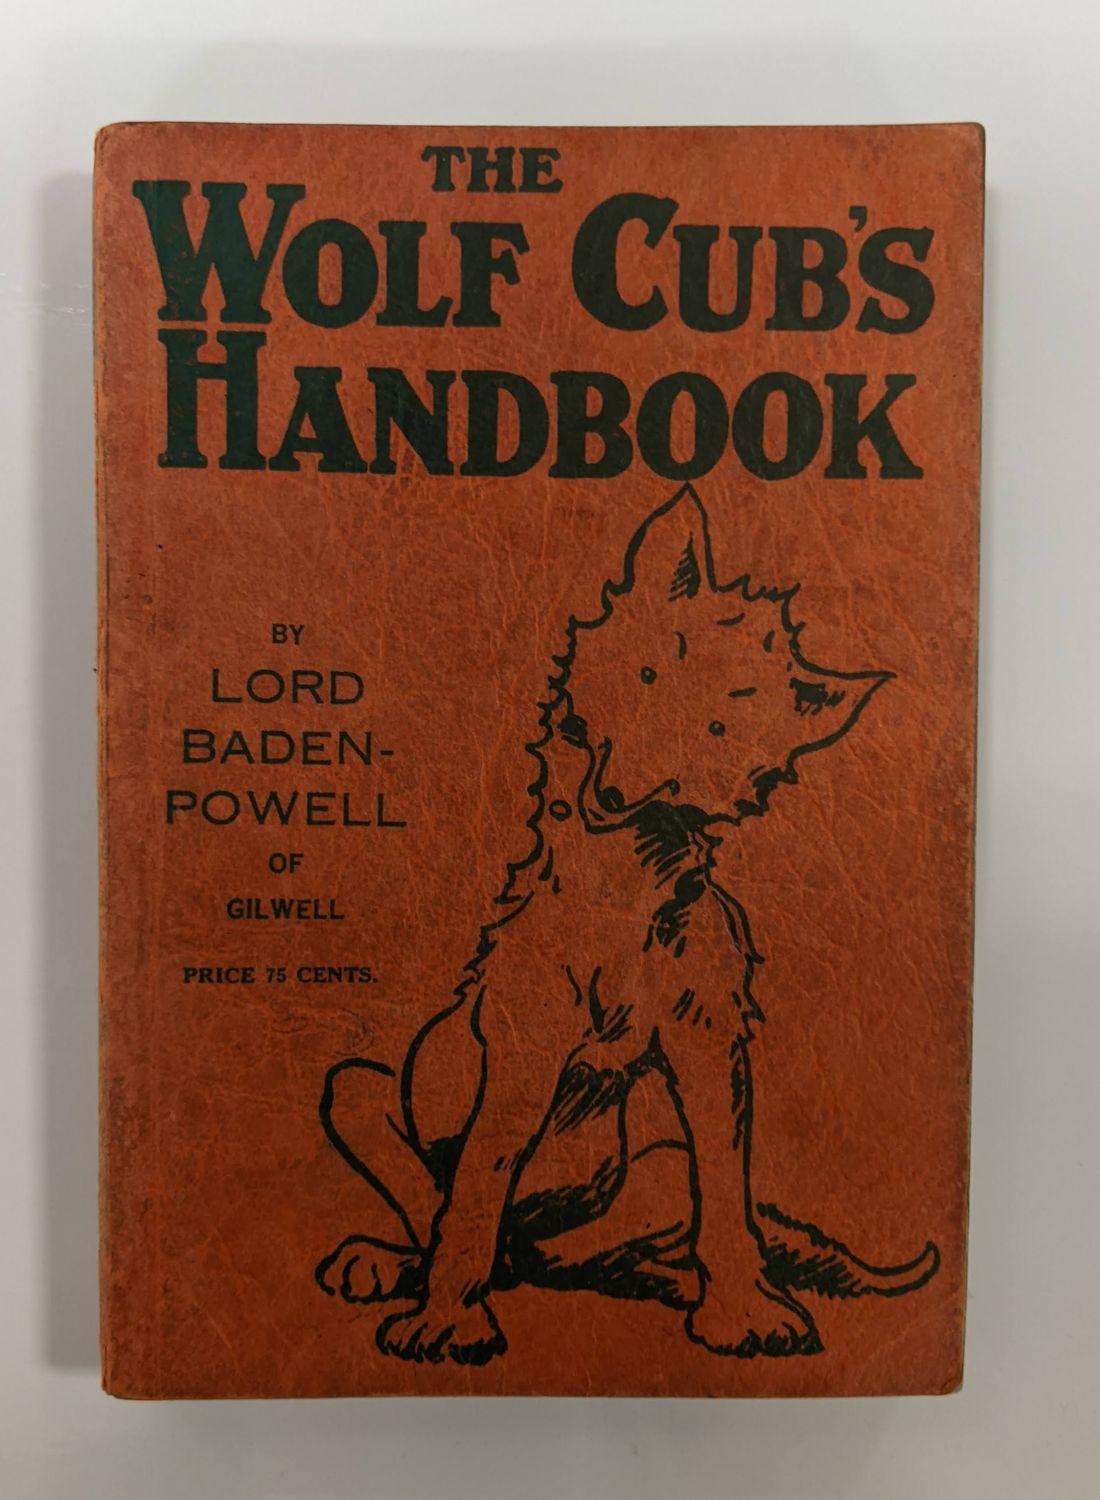 THE
WOLF CUB'S
HANDBOOK
BY
LORD
BADEN-
POWELL
OF
GILWELL
PRICE 75 CENTS.